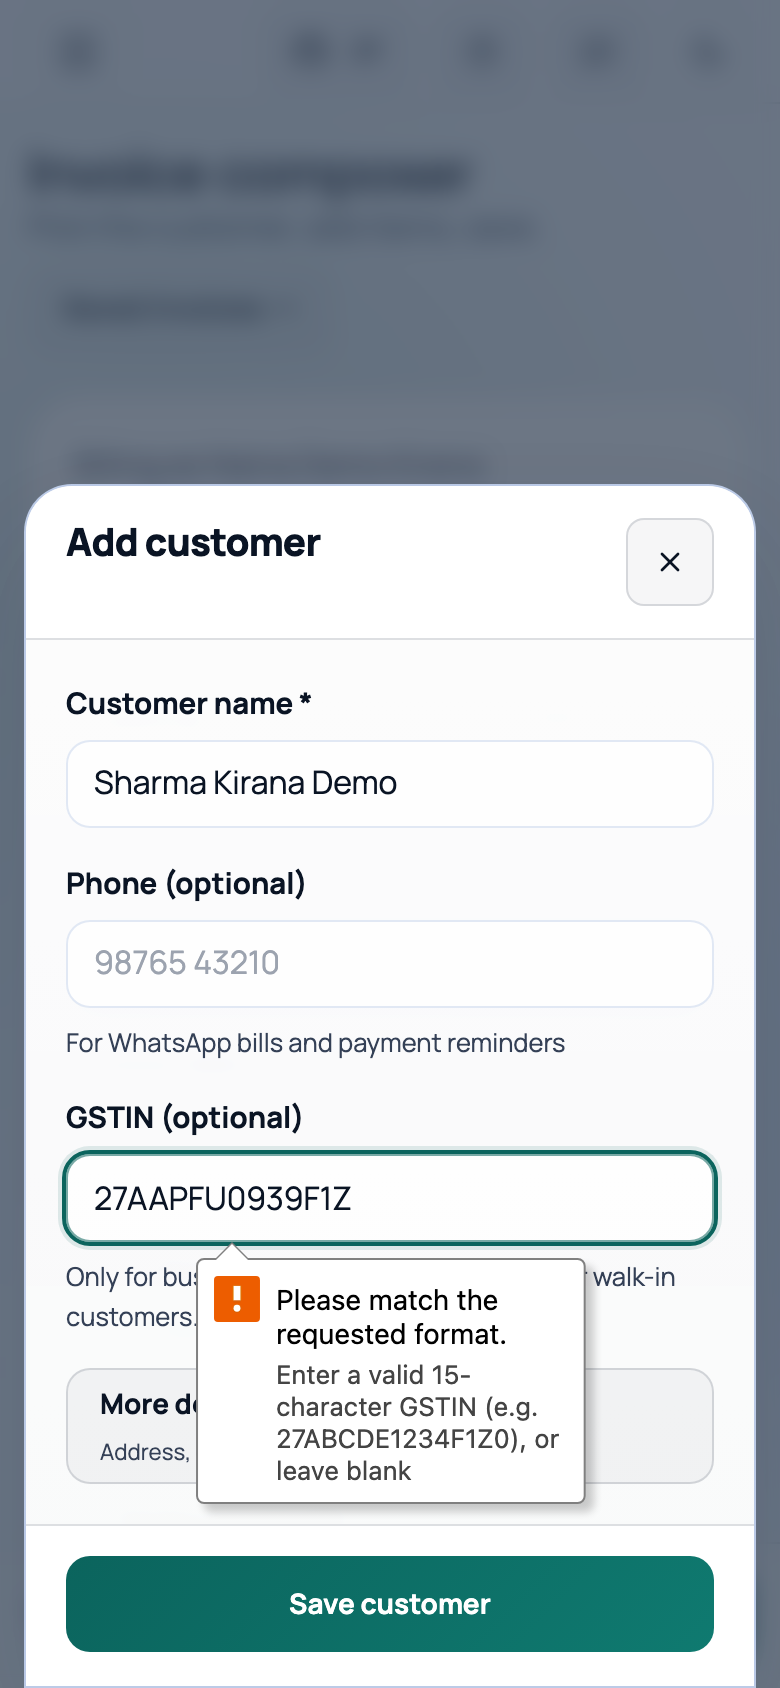 Invoice composer
Add customer
Customer name *
Sharma Kirana Demo
Phone (optional)
98765 43210
For WhatsApp bills and payment reminders
GSTIN (optional)
27AAPFU0939F1Z
Only for walk-in
customers.
Please match the
requested format.
Enter a valid 15-
character GSTIN (e.g.
27ABCDE1234F1Z0), or
leave blank
More
Address,
Save customer